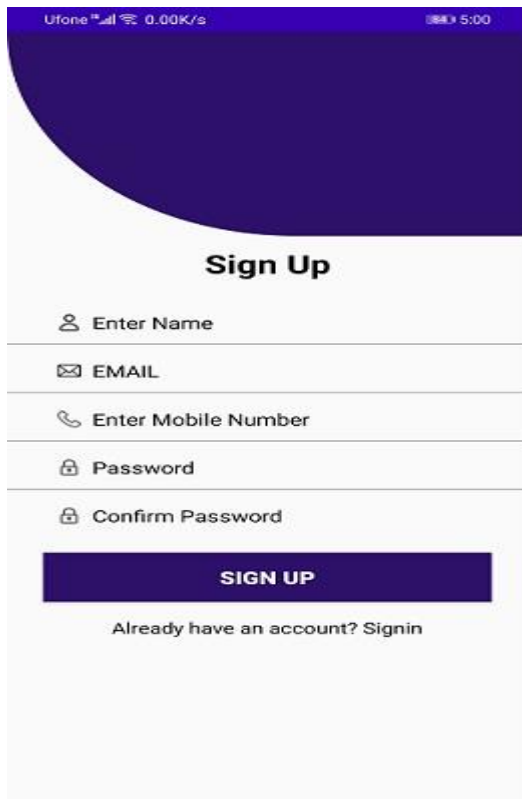 Ufone 0.00K/s 84 5:00
Sign Up
Enter Name
EMAIL
Enter Mobile Number
Password
Confirm Password
SIGN UP
Already have an account? Signin